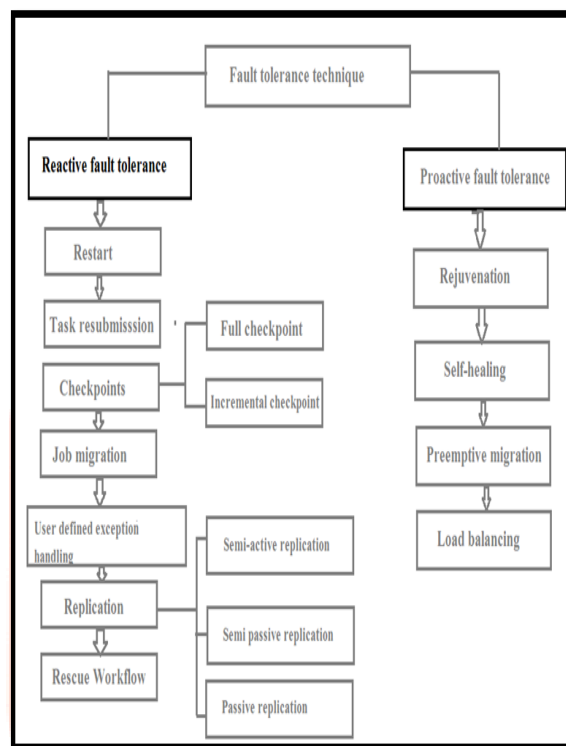 Fault tolerance technique
Reactive fault tolerance
Restart
Task resubmisssion
Checkpoints
Full checkpoint
Incremental checkpoint
Job migration
User defined exception
handling
Replication
Semi-active replication
Semi passive replication
Passive replication
Rescue Workflow
Proactive fault tolerance
Rejuvenation
Self-healing
Preemptive migration
Load balancing